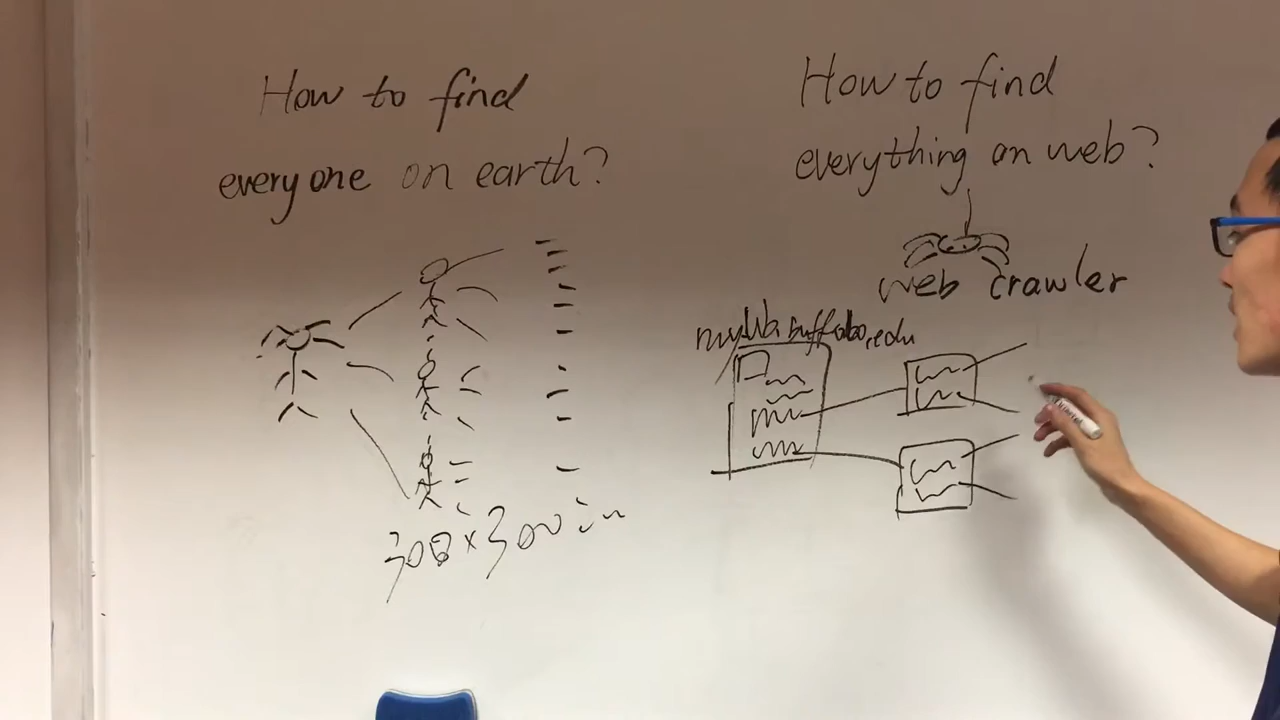 How to find
everyone on earth?
300 × 300
How to find
everything on web?
web crawler